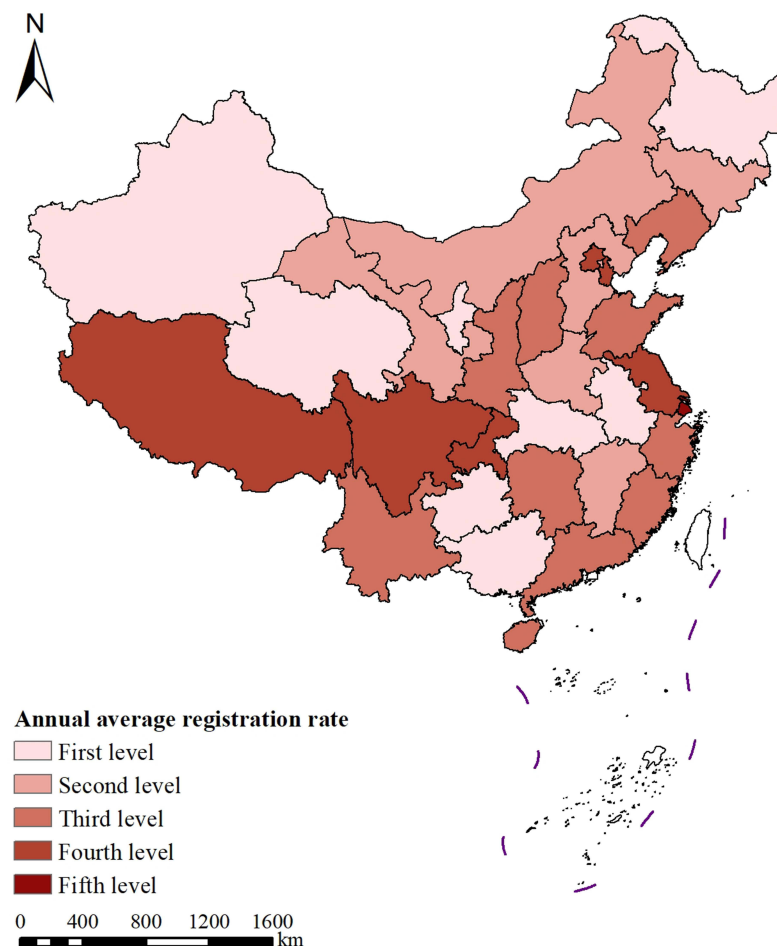 N
Annual average registration rate
First level
Second level
Third level
Fourth level
Fifth level
0 400 800 1200 1600
km